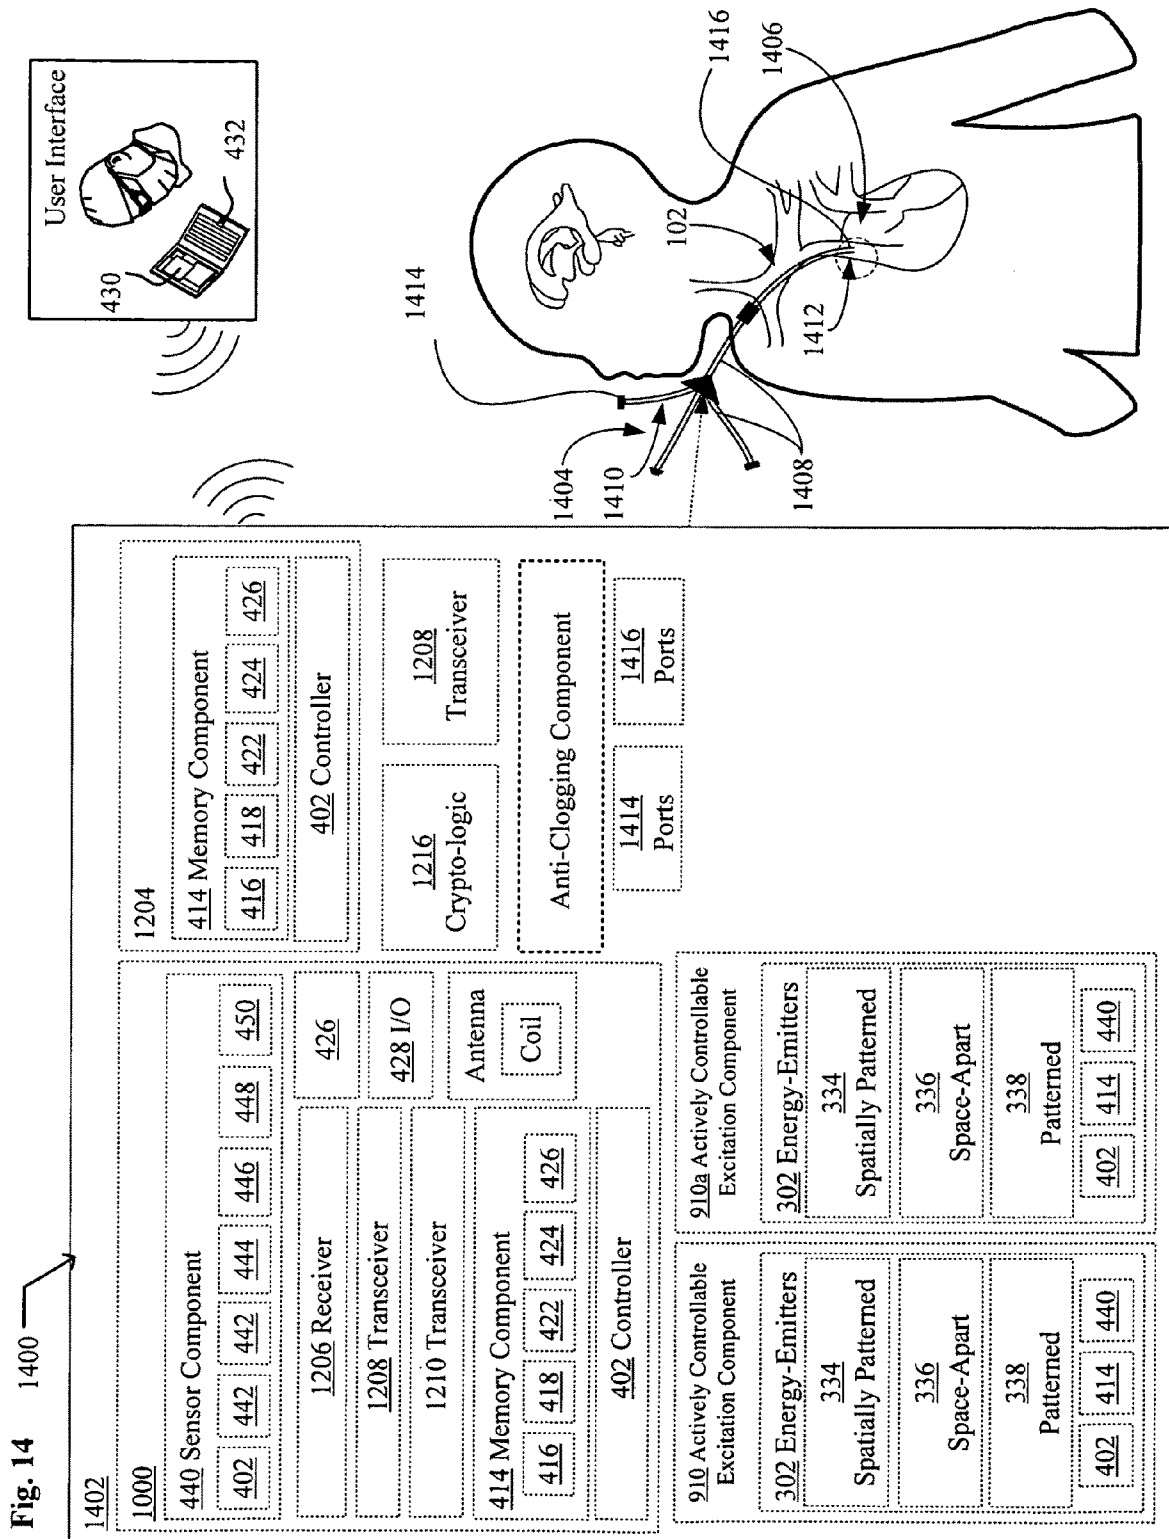 Fig. 14
1400
1402
1000
440 Sensor Component
402 442 442 444 446 448 450
1206 Receiver
1208 Transceiver
1210 Transceiver
426
428 I/O
Antenna
Coil
414 Memory Component
416 418 422 424 426
402 Controller
1204
414 Memory Component
416 418 422 424 426
402 Controller
1216
Crypto-logic
1208
Transceiver
Anti-Clogging Component
1414
Ports
1416
Ports
910 Actively Controllable
Excitation Component
302 Energy-Emitters
334
Spatially Patterned
336
Space-Apart
338
Patterned
402 414 440
910a Actively Controllable
Excitation Component
302 Energy-Emitters
334
Spatially Patterned
336
Space-Apart
338
Patterned
402 414 440
User Interface
430
432
1414
1404
1410
1408
102
1412
1416
1406